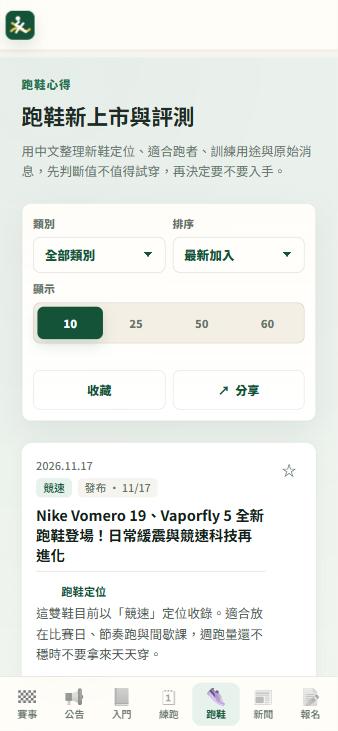 跑鞋心得
跑鞋新上市與評測
用中文整理新鞋定位、適合跑者、訓練用途與原始消
息，先判斷值不值得試穿，再決定要不要入手。
類別
排序
全部類別
最新加入
顯示
10
25
50
60
收藏
↗ 分享
2026.11.17
競速
發布・11/17
Nike Vomero 19、Vaporfly 5 全新
跑鞋登場！日常緩震與競速科技再
進化
跑鞋定位
這雙鞋目前以「競速」定位收錄。適合放
在比賽日、節奏跑與間歇課，週跑量還不
穩時不要拿來天天穿。
賽事
公告
入門
練跑
跑鞋
新聞
報名